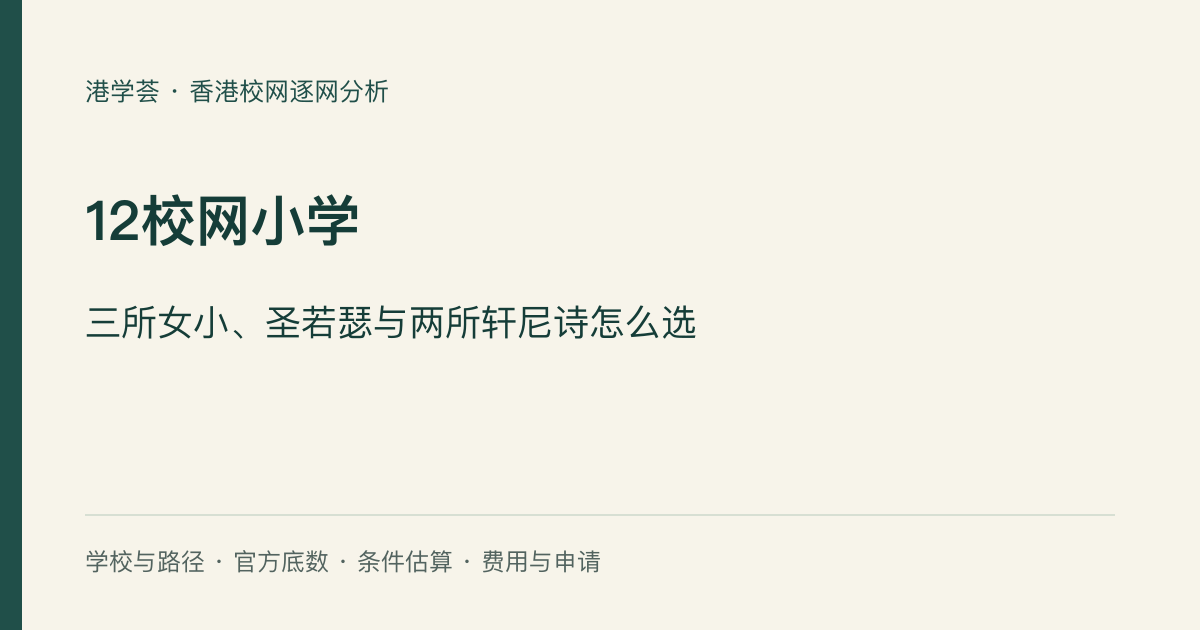 港学荟 · 香港校网逐网分析
12校网小学
三所女小、圣若瑟与两所轩尼诗怎么选
学校与路径 · 官方底数 · 条件估算 · 费用与申请